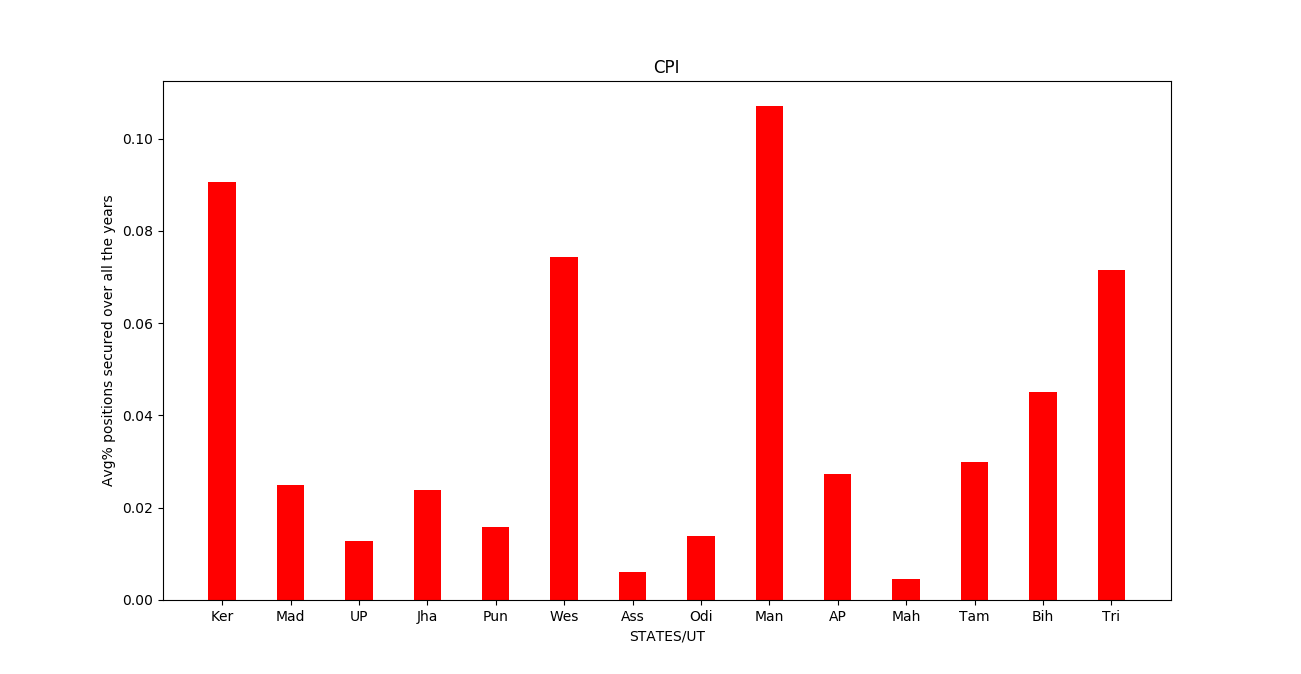 CPI
Avg% positions secured over all the years
0.10
0.08
0.06
0.04
0.02
0.00
Ker Mad UP Jha Pun Wes Ass Odi Man AP Mah Tam Bih Tri
STATES/UT